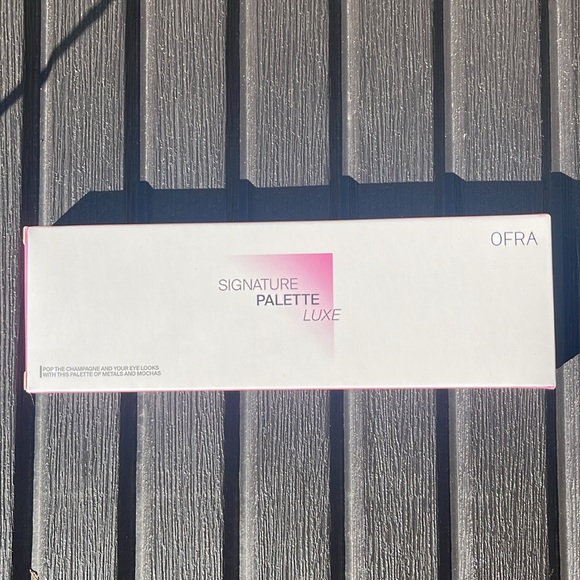 OFRA
SIGNATURE
PALETTE
LUXE
POP THE CHAMPAGNE AND YOUR EYE LOOKS
WITH THIS PALETTE OF METALS AND MOCHAS